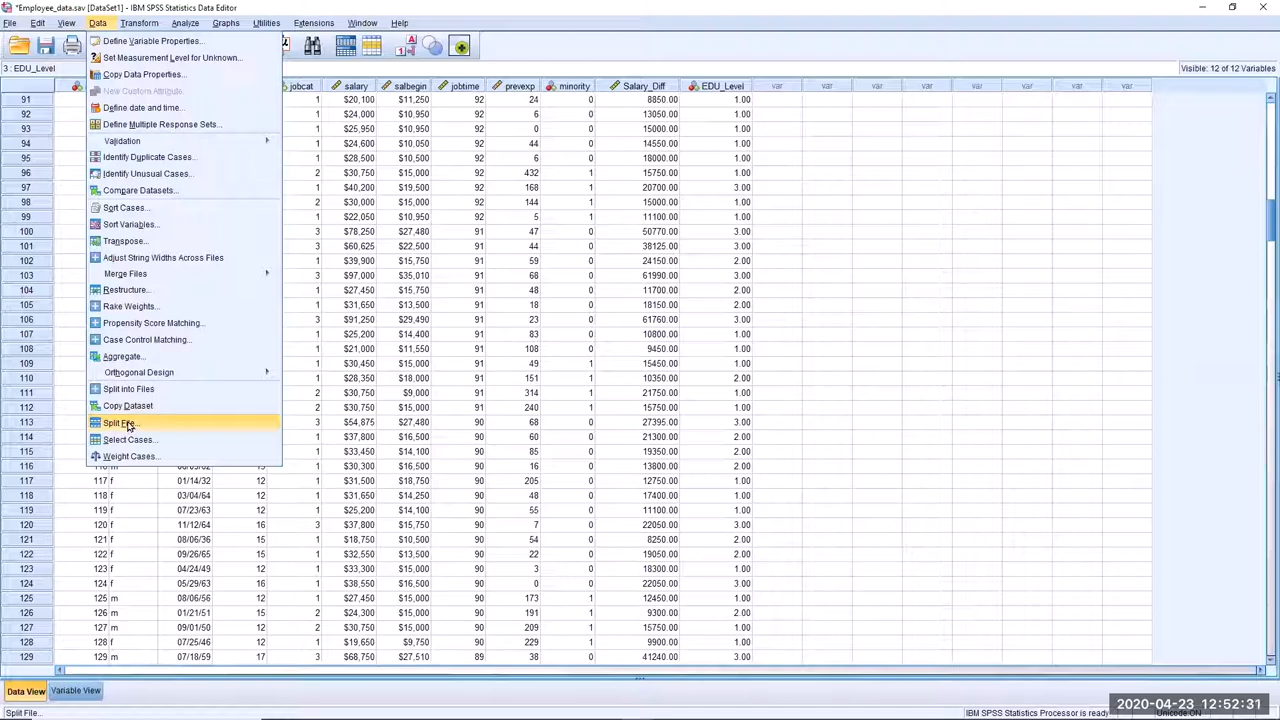 *Employee_data.sav [DataSet1] - IBM SPSS Statistics Data Editor
File Edit View Data Transform Analyze Graphs Utilities Extensions Window Help
3 : EDU_Level Visible: 12 of 12 Variables
Define Variable Properties...
Set Measurement Level for Unknown...
Copy Data Properties...
New Custom Attribute...
Define date and time...
Define Multiple Response Sets...
Validation
Identify Duplicate Cases...
Identify Unusual Cases...
Compare Datasets...
Sort Cases...
Sort Variables...
Transpose...
Adjust String Widths Across Files
Merge Files
Restructure...
Rake Weights...
Propensity Score Matching...
Case Control Matching...
Aggregate...
Orthogonal Design
Split into Files
Copy Dataset
Split File...
Select Cases...
Weight Cases...
jobcat salary salbegin jobtime prevexp minority Salary_Diff EDU_Level var var var var var var var var
91 1 $20,100 $11,250 92 24 0 8850.00 1.00
92 1 $24,000 $10,950 92 6 0 13050.00 1.00
93 1 $25,950 $10,950 92 0 0 15000.00 1.00
94 1 $24,600 $10,050 92 44 0 14550.00 1.00
95 1 $28,500 $10,500 92 6 0 18000.00 1.00
96 2 $30,750 $15,000 92 432 1 15750.00 1.00
97 1 $40,200 $19,500 92 168 1 20700.00 3.00
98 2 $30,000 $15,000 92 144 1 15000.00 1.00
99 1 $22,050 $10,950 92 5 1 11100.00 1.00
100 3 $78,250 $27,480 91 47 0 50770.00 3.00
101 3 $60,625 $22,500 91 44 0 38125.00 3.00
102 1 $39,900 $15,750 91 59 0 24150.00 2.00
103 3 $97,000 $35,010 91 68 0 61990.00 3.00
104 1 $27,450 $15,750 91 48 0 11700.00 2.00
105 1 $31,650 $13,500 91 18 0 18150.00 2.00
106 3 $91,250 $29,490 91 23 0 61760.00 3.00
107 1 $25,200 $14,400 91 83 0 10800.00 1.00
108 1 $21,000 $11,550 91 108 0 9450.00 1.00
109 1 $30,450 $15,000 91 49 1 15450.00 1.00
110 1 $28,350 $18,000 91 151 1 10350.00 2.00
111 2 $30,750 $9,000 91 314 1 21750.00 1.00
112 2 $30,750 $15,000 91 240 1 15750.00 1.00
113 3 $54,875 $27,480 90 68 0 27395.00 3.00
114 1 $37,800 $16,500 90 60 0 21300.00 2.00
115 1 $33,450 $14,100 90 85 0 19350.00 2.00
116 1 $30,300 $16,500 90 16 0 13800.00 2.00
117 117 f 01/14/32 12 1 $31,500 $18,750 90 205 0 12750.00 1.00
118 118 f 03/04/64 12 1 $31,650 $14,250 90 48 0 17400.00 1.00
119 119 f 07/23/63 12 1 $25,200 $14,100 90 55 0 11100.00 1.00
120 120 f 11/12/64 16 3 $37,800 $15,750 90 7 0 22050.00 3.00
121 121 f 08/06/36 15 1 $18,750 $10,500 90 54 0 8250.00 2.00
122 122 f 09/26/65 15 1 $32,550 $13,500 90 22 0 19050.00 2.00
123 123 f 04/24/49 12 1 $33,300 $15,000 90 3 0 18300.00 1.00
124 124 f 05/29/63 16 1 $38,550 $16,500 90 0 0 22050.00 3.00
125 125 m 08/06/56 12 1 $27,450 $15,000 90 173 1 12450.00 1.00
126 126 m 01/21/51 15 2 $24,300 $15,000 90 191 1 9300.00 2.00
127 127 m 09/01/50 12 2 $30,750 $15,000 90 209 1 15750.00 1.00
128 128 f 07/25/46 12 1 $19,650 $9,750 90 229 1 9900.00 1.00
129 129 m 07/18/59 17 3 $68,750 $27,510 89 38 0 41240.00 3.00
Data View Variable View
2020-04-23 12:52:31
Split File... IBM SPSS Statistics Processor is ready Unicode:ON